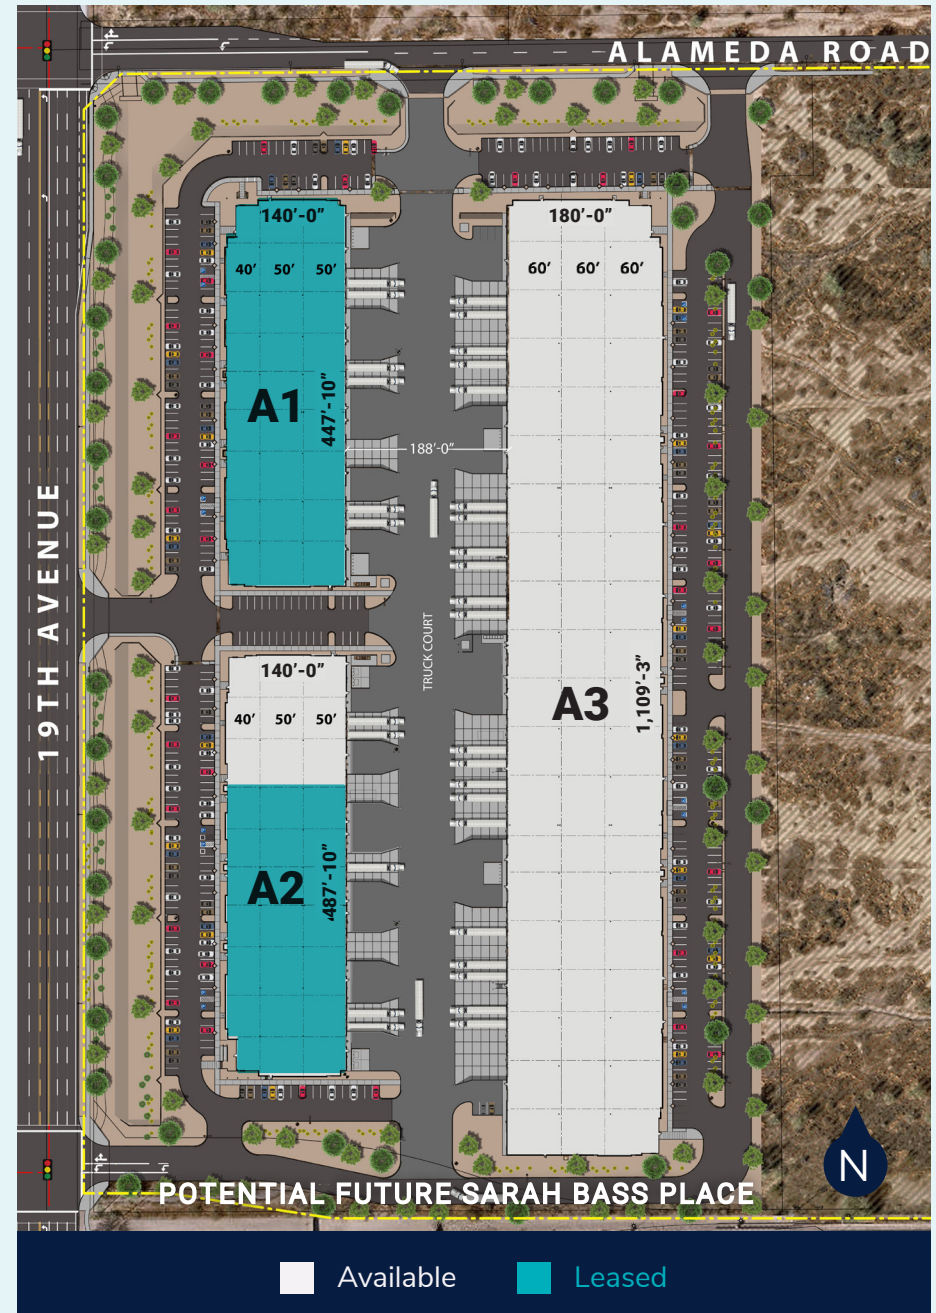 ALAMEDA ROAD
140'-0"
180'-0"
40' 50' 50'
60' 60' 60'
A1
447'-10"
188'-0"
19TH AVENUE
TRUCK COURT
140'-0"
40' 50' 50'
A3
1,109'-3"
A2
487'-10"
N
POTENTIAL FUTURE SARAH BASS PLACE
Available
Leased